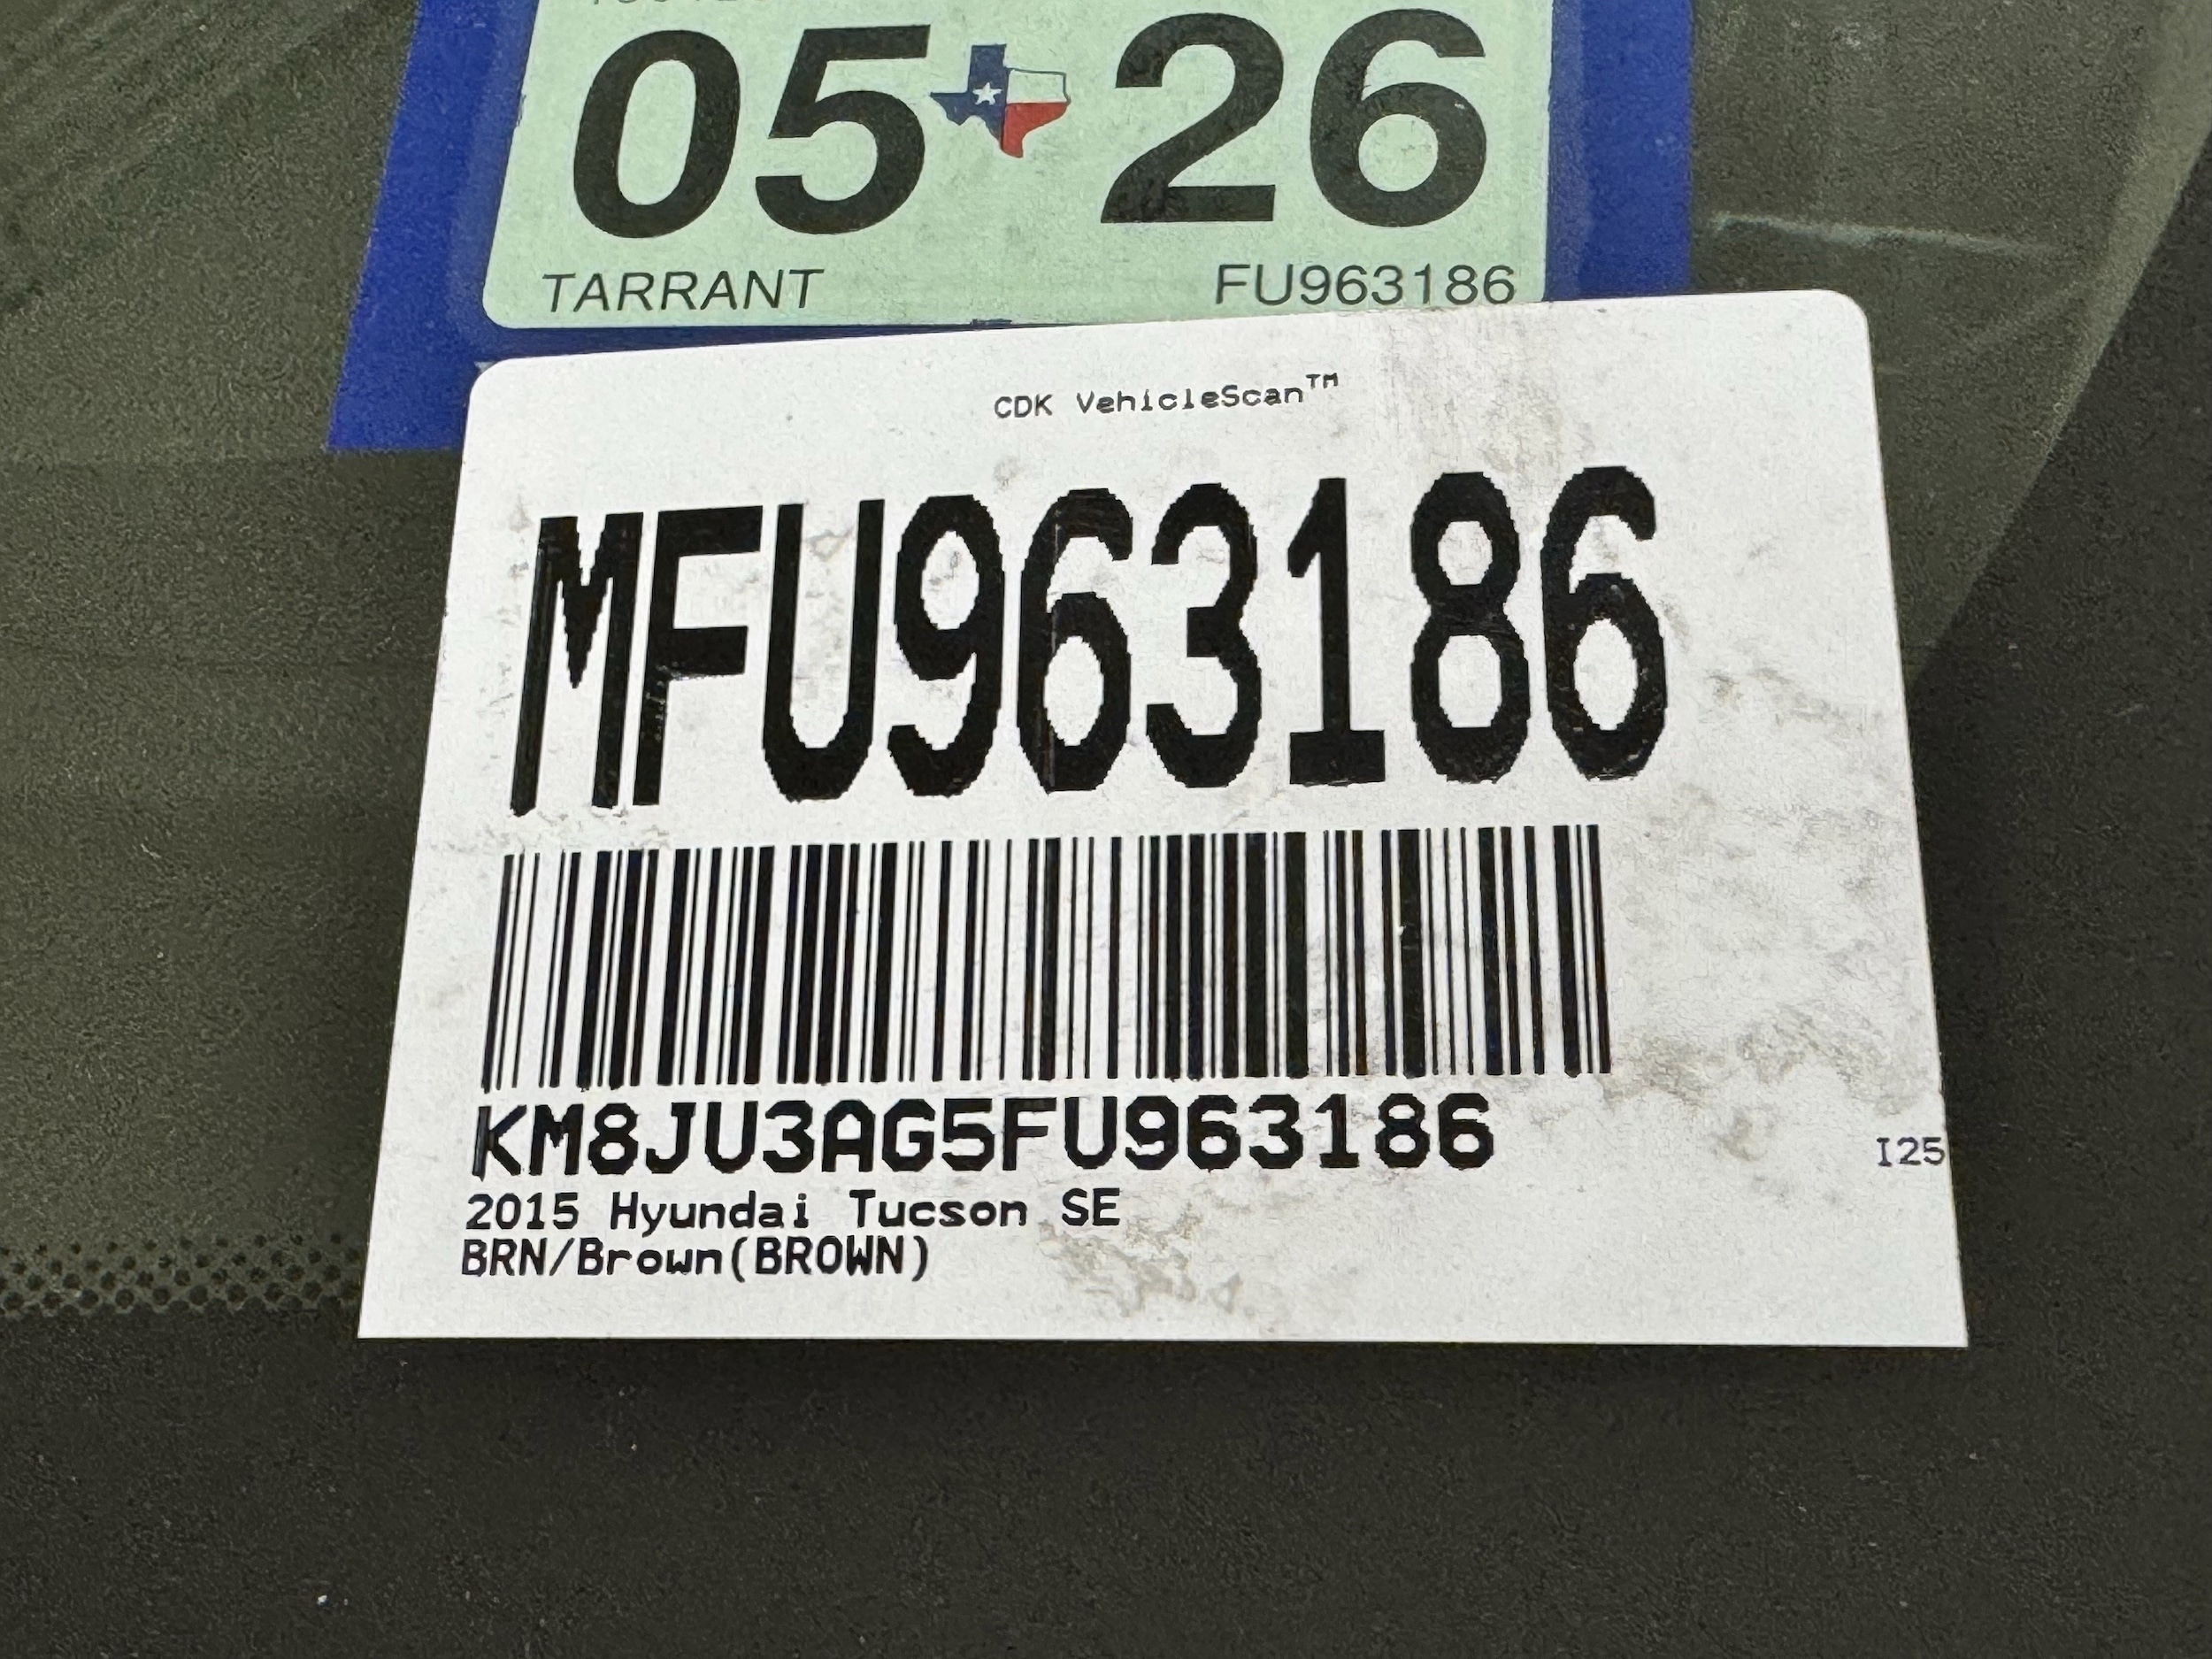 05 26
TARRANT FU963186
CDK VehicleScan™
MFU963186
KM8JU3AG5FU963186
I25
2015 Hyundai Tucson SE
BRN/Brown(BROWN)